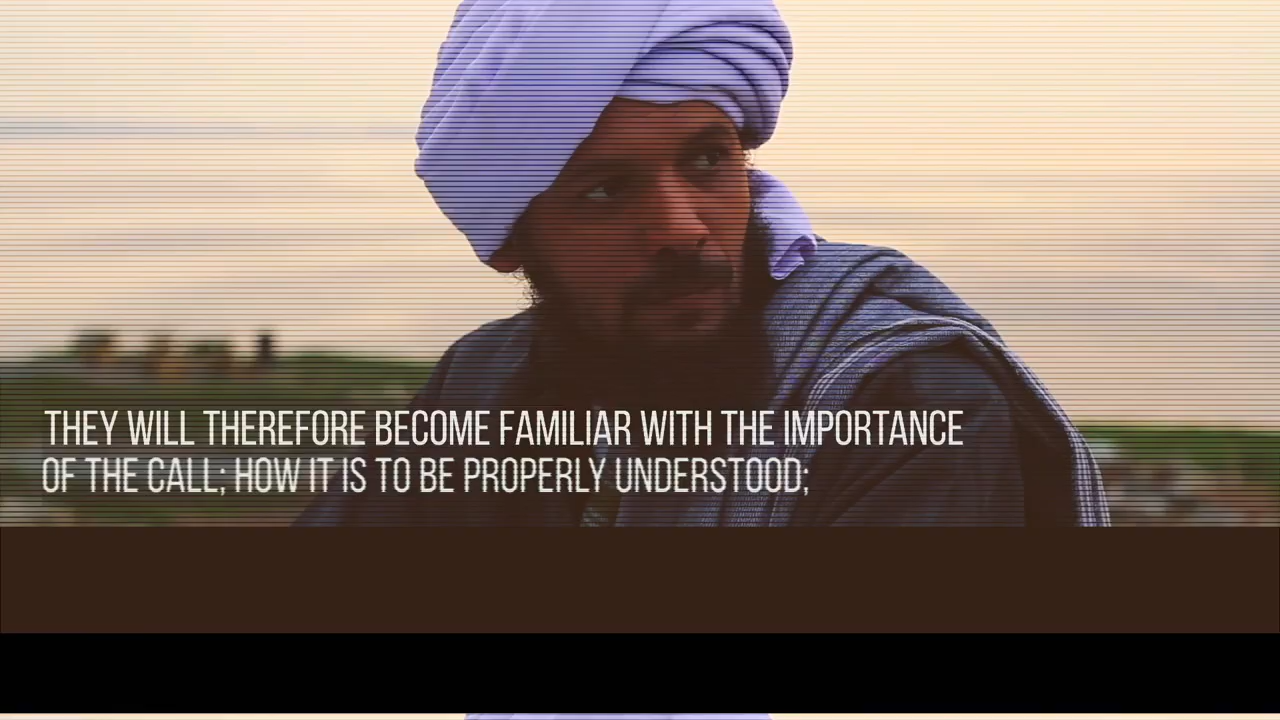 THEY WILL THEREFORE BECOME FAMILIAR WITH THE IMPORTANCE
OF THE CALL; HOW IT IS TO BE PROPERLY UNDERSTOOD;